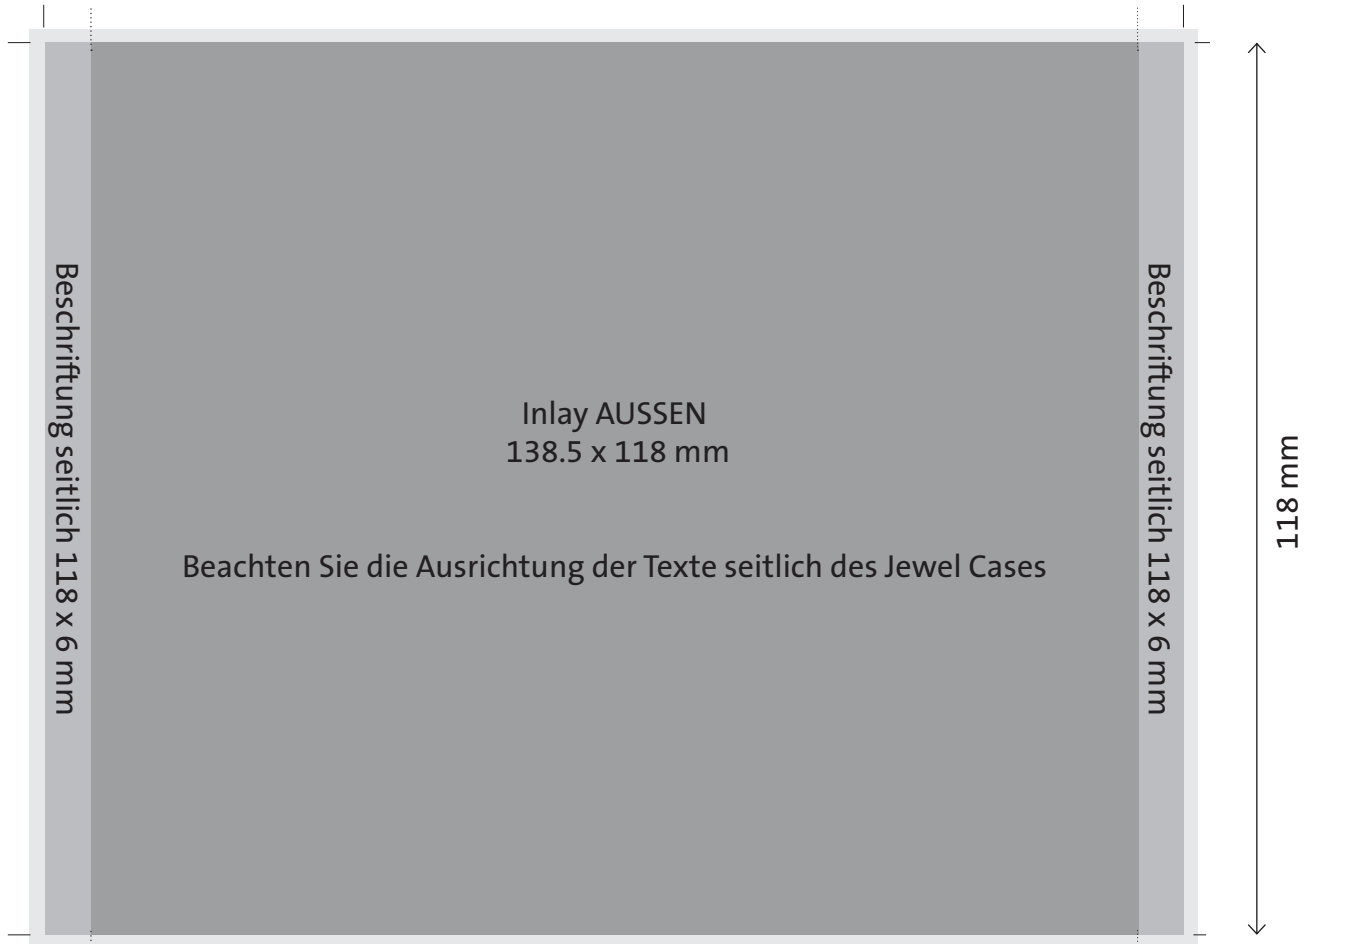 Beschriftung seitlich 118 x 6 mm
Inlay AUSSEN
138.5 x 118 mm
Beachten Sie die Ausrichtung der Texte seitlich des Jewel Cases
Beschriftung seitlich 118 x 6 mm
118 mm